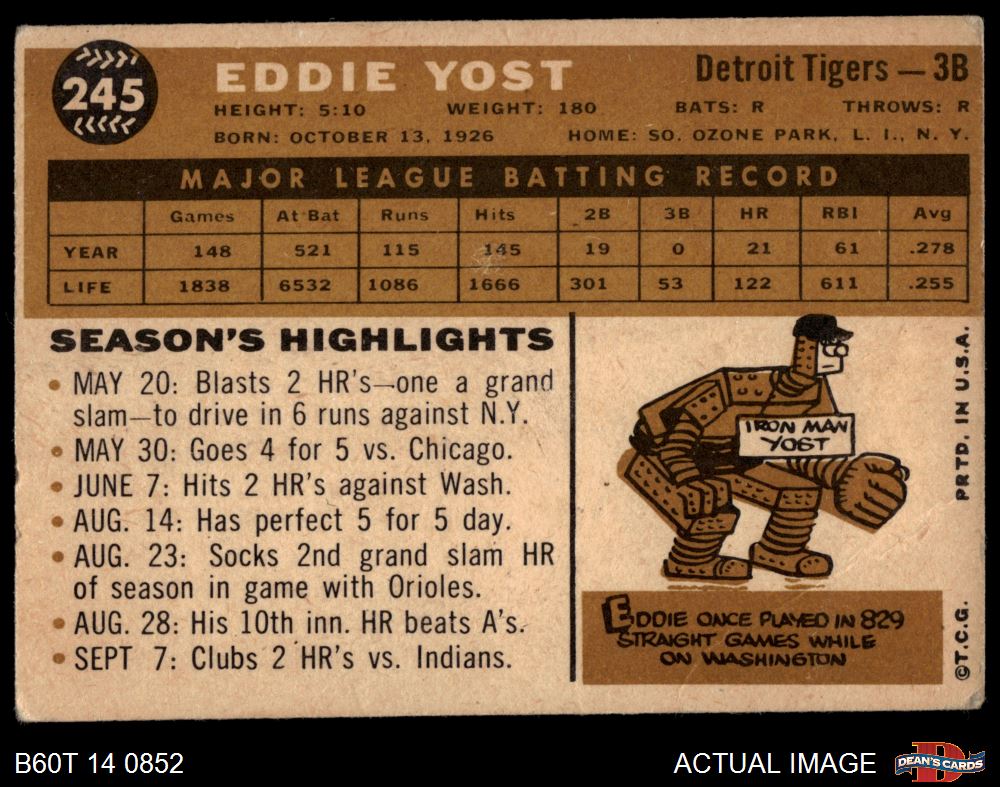 245
EDDIE YOST
Detroit Tigers — 3B
HEIGHT: 5:10 WEIGHT: 180 BATS: R THROWS: R
BORN: OCTOBER 13, 1926 HOME: SO. OZONE PARK, L. I., N. Y.
MAJOR LEAGUE BATTING RECORD
Games At Bat Runs Hits 2B 3B HR RBI Avg
YEAR 148 521 115 145 19 0 21 61 .278
LIFE 1838 6532 1086 1666 301 53 122 611 .255
SEASON'S HIGHLIGHTS
• MAY 20: Blasts 2 HR's—one a grand
slam—to drive in 6 runs against N.Y.
• MAY 30: Goes 4 for 5 vs. Chicago.
• JUNE 7: Hits 2 HR's against Wash.
• AUG. 14: Has perfect 5 for 5 day.
• AUG. 23: Socks 2nd grand slam HR
of season in game with Orioles.
• AUG. 28: His 10th inn. HR beats A's.
• SEPT 7: Clubs 2 HR's vs. Indians.
IRON MAN
YOST
EDDIE ONCE PLAYED IN 829
STRAIGHT GAMES WHILE
ON WASHINGTON
©T.C.G. PRTD. IN U.S.A.
B60T 14 0852
ACTUAL IMAGE
D
DEAN'S CARDS